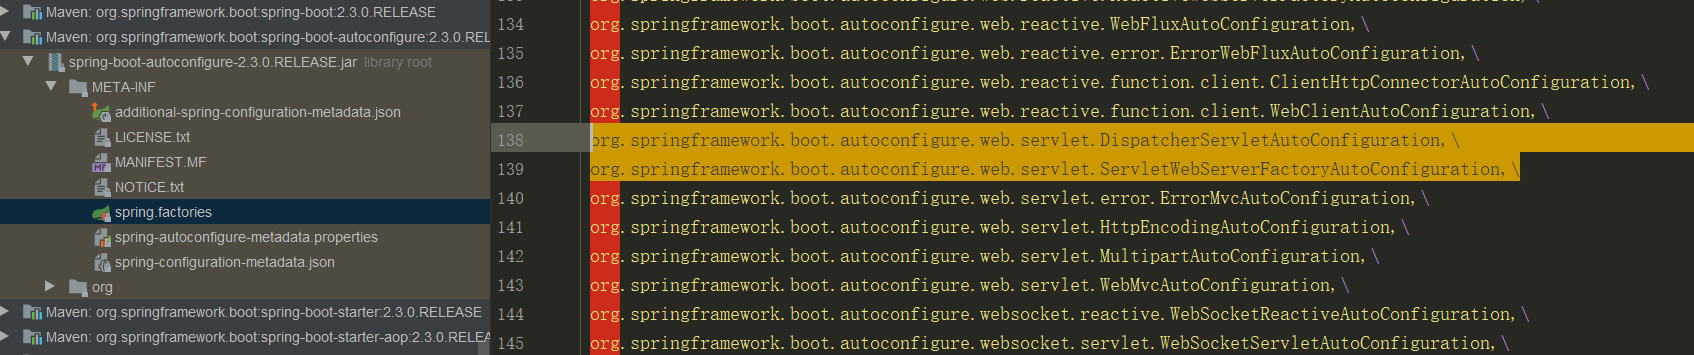 Maven: org.springframework.boot:spring-boot:2.3.0.RELEASE
Maven: org.springframework.boot:spring-boot-autoconfigure:2.3.0.REL
spring-boot-autoconfigure-2.3.0.RELEASE.jar library root
META-INF
additional-spring-configuration-metadata.json
LICENSE.txt
MANIFEST.MF
NOTICE.txt
spring.factories
spring-autoconfigure-metadata.properties
spring-configuration-metadata.json
org
Maven: org.springframework.boot:spring-boot-starter:2.3.0.RELEASE
Maven: org.springframework.boot:spring-boot-starter-aop:2.3.0.RELEA
134 org.springframework.boot.autoconfigure.web.reactive.WebFluxAutoConfiguration,\
135 org.springframework.boot.autoconfigure.web.reactive.error.ErrorWebFluxAutoConfiguration,\
136 org.springframework.boot.autoconfigure.web.reactive.function.client.ClientHttpConnectorAutoConfiguration,\
137 org.springframework.boot.autoconfigure.web.reactive.function.client.WebClientAutoConfiguration,\
138 org.springframework.boot.autoconfigure.web.servlet.DispatcherServletAutoConfiguration,\
139 org.springframework.boot.autoconfigure.web.servlet.ServletWebServerFactoryAutoConfiguration,\
140 org.springframework.boot.autoconfigure.web.servlet.error.ErrorMvcAutoConfiguration,\
141 org.springframework.boot.autoconfigure.web.servlet.HttpEncodingAutoConfiguration,\
142 org.springframework.boot.autoconfigure.web.servlet.MultipartAutoConfiguration,\
143 org.springframework.boot.autoconfigure.web.servlet.WebMvcAutoConfiguration,\
144 org.springframework.boot.autoconfigure.websocket.reactive.WebSocketReactiveAutoConfiguration,\
145 org.springframework.boot.autoconfigure.websocket.servlet.WebSocketServletAutoConfiguration,\